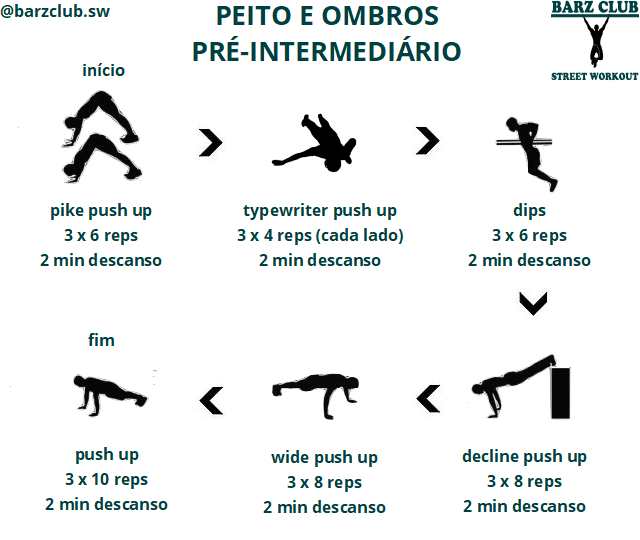 @barzclub.sw
PEITO E OMBROS
PRÉ-INTERMEDIÁRIO
BARZ CLUB
STREET WORKOUT
início
pike push up
3 x 6 reps
2 min descanso
typewriter push up
3 x 4 reps (cada lado)
2 min descanso
dips
3 x 6 reps
2 min descanso
decline push up
3 x 8 reps
2 min descanso
wide push up
3 x 8 reps
2 min descanso
fim
push up
3 x 10 reps
2 min descanso